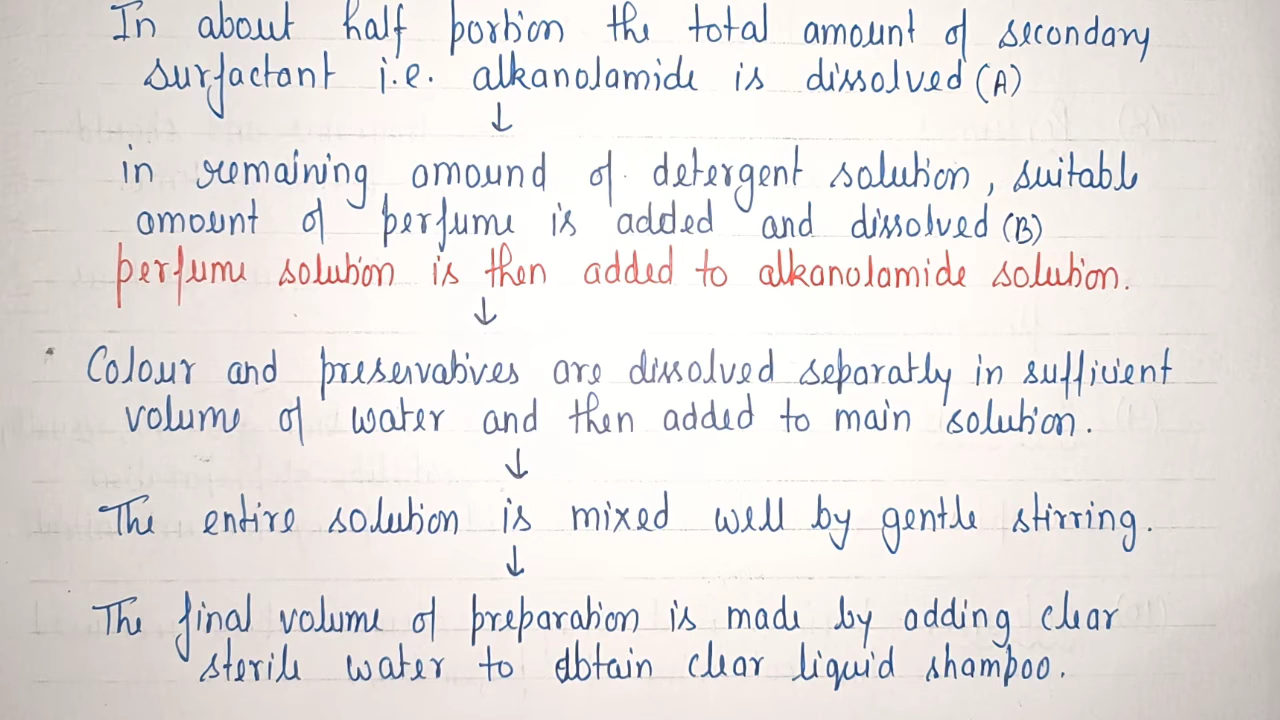 In about half portion the total amount of secondary
surfactant i.e. alkanolamide is dissolved (A)
↓
in remaining amound of detergent solution, suitable
amount of perfume is added and dissolved (B)
perfume solution is then added to alkanolamide solution.
↓
Colour and preservatives are dissolved separatly in sufficient
volume of water and then added to main solution.
↓
The entire solution is mixed well by gentle stirring.
↓
The final volume of preparation is made by adding clear
sterile water to obtain clear liquid shampoo.